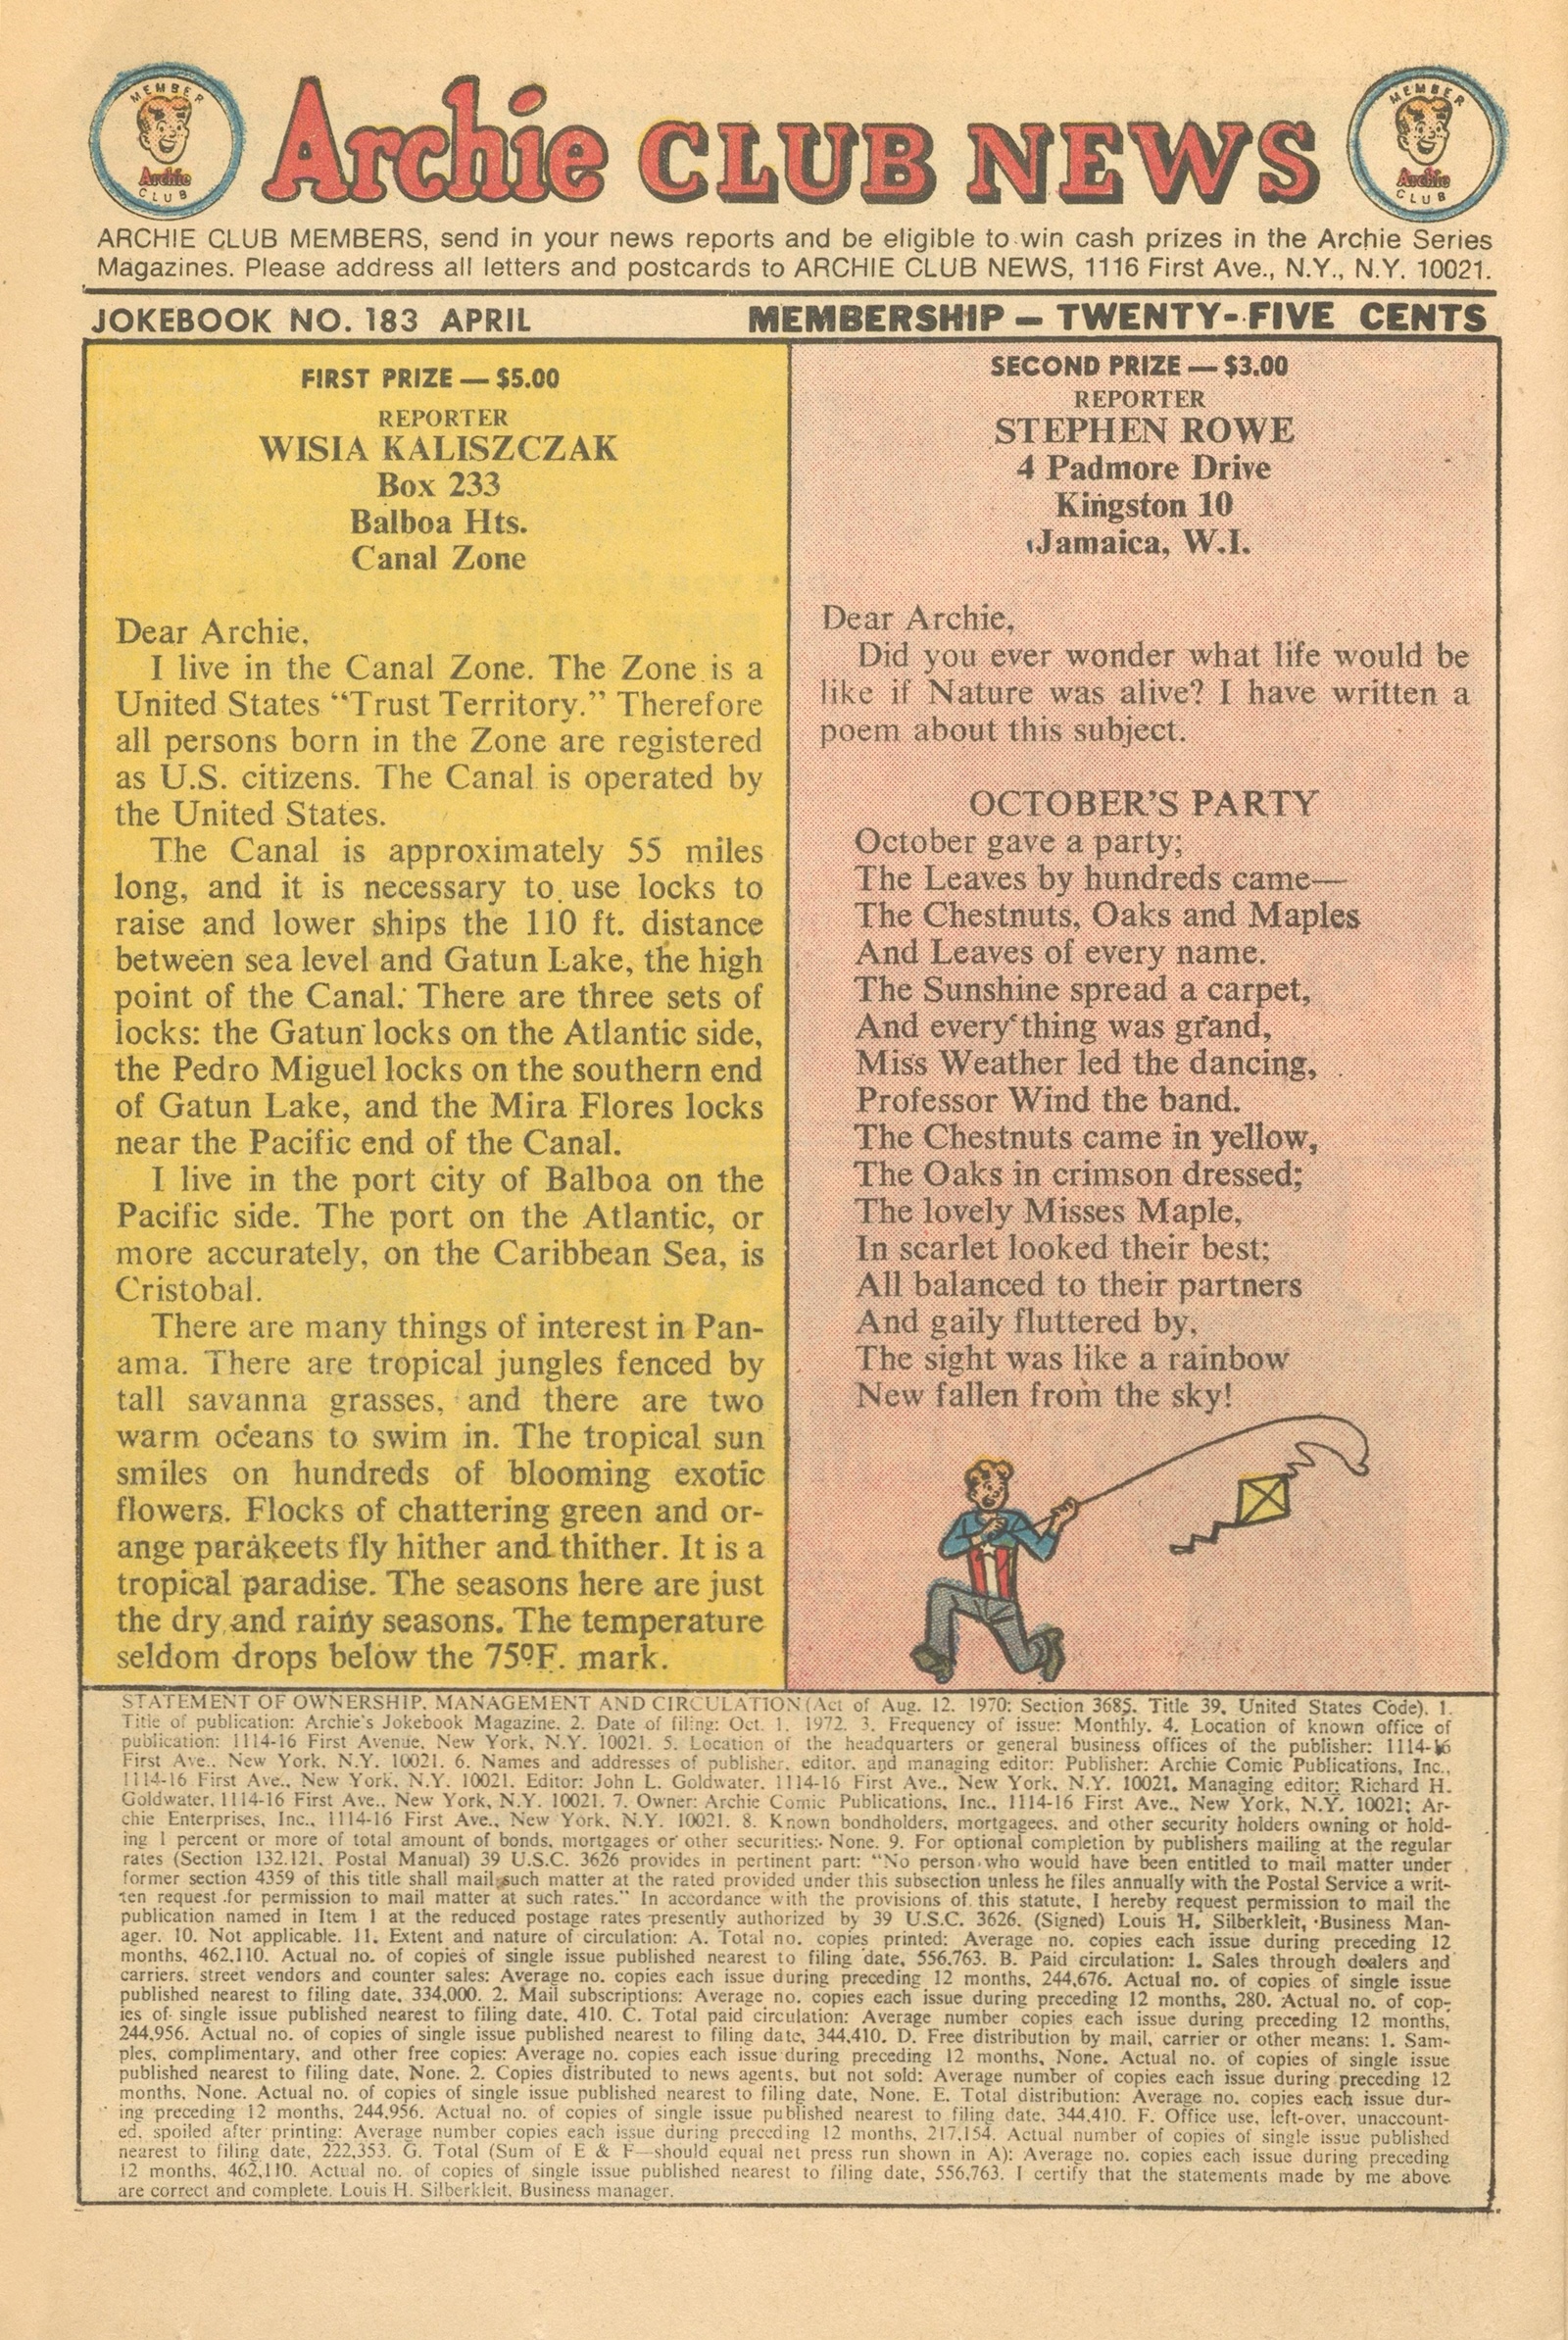 MEMBER
Archie
CLUB
Archie CLUB NEWS
MEMBER
Archie
CLUB
ARCHIE CLUB MEMBERS, send in your news reports and be eligible to win cash prizes in the Archie Series
Magazines. Please address all letters and postcards to ARCHIE CLUB NEWS, 1116 First Ave., N.Y., N.Y. 10021.
JOKEBOOK NO. 183 APRIL
MEMBERSHIP — TWENTY-FIVE CENTS
FIRST PRIZE — $5.00
REPORTER
WISIA KALISZCZAK
Box 233
Balboa Hts.
Canal Zone
Dear Archie,
I live in the Canal Zone. The Zone is a
United States “Trust Territory.” Therefore
all persons born in the Zone are registered
as U.S. citizens. The Canal is operated by
the United States.
The Canal is approximately 55 miles
long, and it is necessary to use locks to
raise and lower ships the 110 ft. distance
between sea level and Gatun Lake, the high
point of the Canal. There are three sets of
locks: the Gatun locks on the Atlantic side,
the Pedro Miguel locks on the southern end
of Gatun Lake, and the Mira Flores locks
near the Pacific end of the Canal.
I live in the port city of Balboa on the
Pacific side. The port on the Atlantic, or
more accurately, on the Caribbean Sea, is
Cristobal.
There are many things of interest in Pan-
ama. There are tropical jungles fenced by
tall savanna grasses, and there are two
warm oceans to swim in. The tropical sun
smiles on hundreds of blooming exotic
flowers. Flocks of chattering green and or-
ange parakeets fly hither and thither. It is a
tropical paradise. The seasons here are just
the dry and rainy seasons. The temperature
seldom drops below the 75ºF. mark.
SECOND PRIZE — $3.00
REPORTER
STEPHEN ROWE
4 Padmore Drive
Kingston 10
Jamaica, W.I.
Dear Archie,
Did you ever wonder what life would be
like if Nature was alive? I have written a
poem about this subject.
OCTOBER'S PARTY
October gave a party;
The Leaves by hundreds came—
The Chestnuts, Oaks and Maples
And Leaves of every name.
The Sunshine spread a carpet,
And every thing was grand,
Miss Weather led the dancing,
Professor Wind the band.
The Chestnuts came in yellow,
The Oaks in crimson dressed;
The lovely Misses Maple,
In scarlet looked their best;
All balanced to their partners
And gaily fluttered by,
The sight was like a rainbow
New fallen from the sky!
STATEMENT OF OWNERSHIP, MANAGEMENT AND CIRCULATION (Act of Aug. 12. 1970: Section 3685, Title 39, United States Code). 1.
Title of publication: Archie's Jokebook Magazine. 2. Date of filing: Oct. 1, 1972. 3. Frequency of issue: Monthly. 4. Location of known office of
publication: 1114-16 First Avenue, New York, N.Y. 10021. 5. Location of the headquarters or general business offices of the publisher: 1114-16
First Ave., New York, N.Y. 10021. 6. Names and addresses of publisher, editor, and managing editor: Publisher: Archie Comic Publications, Inc.,
1114-16 First Ave., New York, N.Y. 10021. Editor: John L. Goldwater, 1114-16 First Ave., New York, N.Y. 10021. Managing editor: Richard H.
Goldwater, 1114-16 First Ave., New York, N.Y. 10021. 7. Owner: Archie Comic Publications, Inc., 1114-16 First Ave., New York, N.Y. 10021; Ar-
chie Enterprises, Inc., 1114-16 First Ave., New York, N.Y. 10021. 8. Known bondholders, mortgagees, and other security holders owning or hold-
ing 1 percent or more of total amount of bonds, mortgages or other securities: None. 9. For optional completion by publishers mailing at the regular
rates (Section 132.121, Postal Manual) 39 U.S.C. 3626 provides in pertinent part: “No person who would have been entitled to mail matter under
former section 4359 of this title shall mail such matter at the rated provided under this subsection unless he files annually with the Postal Service a writ-
ten request for permission to mail matter at such rates.” In accordance with the provisions of this statute, I hereby request permission to mail the
publication named in Item 1 at the reduced postage rates presently authorized by 39 U.S.C. 3626. (Signed) Louis H. Silberkleit, Business Man-
ager. 10. Not applicable. 11. Extent and nature of circulation: A. Total no. copies printed: Average no. copies each issue during preceding 12
months, 462,110. Actual no. of copies of single issue published nearest to filing date, 556,763. B. Paid circulation: 1. Sales through dealers and
carriers, street vendors and counter sales: Average no. copies each issue during preceding 12 months, 244,676. Actual no. of copies of single issue
published nearest to filing date, 334,000. 2. Mail subscriptions: Average no. copies each issue during preceding 12 months, 280. Actual no. of cop-
ies of single issue published nearest to filing date, 410. C. Total paid circulation: Average number copies each issue during preceding 12 months,
244,956. Actual no. of copies of single issue published nearest to filing date, 344,410. D. Free distribution by mail, carrier or other means: 1. Sam-
ples, complimentary, and other free copies: Average no. copies each issue during preceding 12 months, None. Actual no. of copies of single issue
published nearest to filing date, None. 2. Copies distributed to news agents, but not sold: Average number of copies each issue during preceding 12
months, None. Actual no. of copies of single issue published nearest to filing date, None. E. Total distribution: Average no. copies each issue dur-
ing preceding 12 months, 244,956. Actual no. of copies of single issue published nearest to filing date, 344,410. F. Office use, left-over, unaccount-
ed, spoiled after printing: Average number copies each issue during preceding 12 months, 217,154. Actual number of copies of single issue published
nearest to filing date, 222,353. G. Total (Sum of E & F—should equal net press run shown in A): Average no. copies each issue during preceding
12 months, 462,110. Actual no. of copies of single issue published nearest to filing date, 556,763. I certify that the statements made by me above
are correct and complete. Louis H. Silberkleit, Business manager.